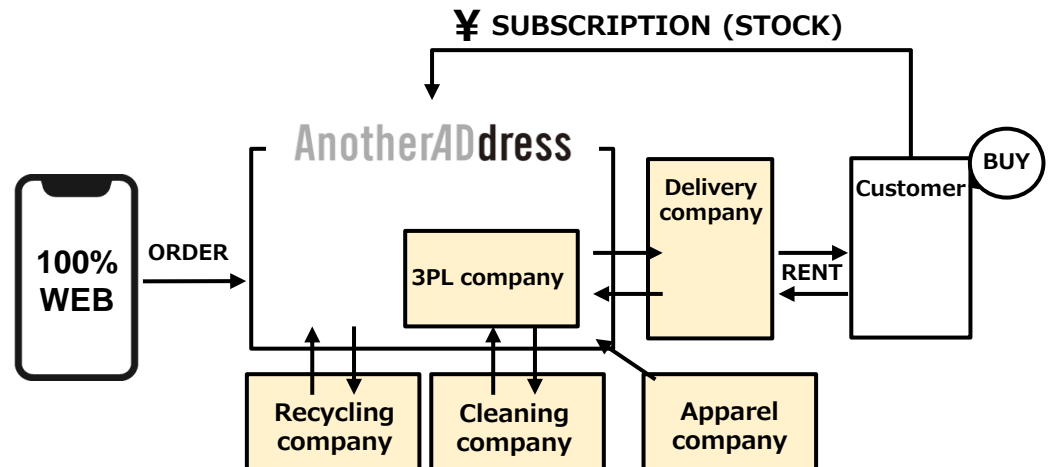 ¥ SUBSCRIPTION (STOCK)
AnotherADdress
BUY
Delivery
company
Customer
100%
WEB
ORDER
3PL company
RENT
Recycling
company
Cleaning
company
Apparel
company